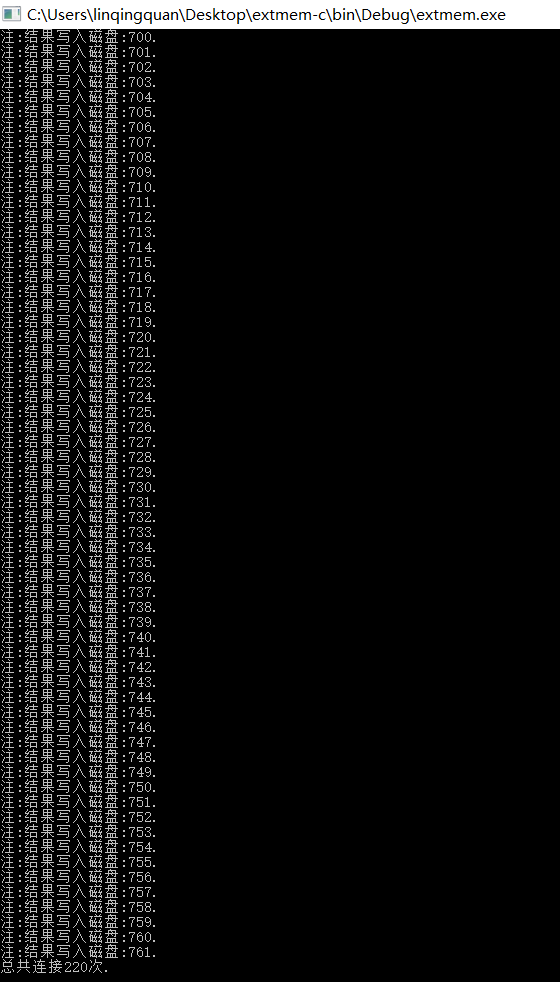 C:\Users\linqingquan\Desktop\extmem-c\bin\Debug\extmem.exe
注:结果写入磁盘:700.
注:结果写入磁盘:701.
注:结果写入磁盘:702.
注:结果写入磁盘:703.
注:结果写入磁盘:704.
注:结果写入磁盘:705.
注:结果写入磁盘:706.
注:结果写入磁盘:707.
注:结果写入磁盘:708.
注:结果写入磁盘:709.
注:结果写入磁盘:710.
注:结果写入磁盘:711.
注:结果写入磁盘:712.
注:结果写入磁盘:713.
注:结果写入磁盘:714.
注:结果写入磁盘:715.
注:结果写入磁盘:716.
注:结果写入磁盘:717.
注:结果写入磁盘:718.
注:结果写入磁盘:719.
注:结果写入磁盘:720.
注:结果写入磁盘:721.
注:结果写入磁盘:722.
注:结果写入磁盘:723.
注:结果写入磁盘:724.
注:结果写入磁盘:725.
注:结果写入磁盘:726.
注:结果写入磁盘:727.
注:结果写入磁盘:728.
注:结果写入磁盘:729.
注:结果写入磁盘:730.
注:结果写入磁盘:731.
注:结果写入磁盘:732.
注:结果写入磁盘:733.
注:结果写入磁盘:734.
注:结果写入磁盘:735.
注:结果写入磁盘:736.
注:结果写入磁盘:737.
注:结果写入磁盘:738.
注:结果写入磁盘:739.
注:结果写入磁盘:740.
注:结果写入磁盘:741.
注:结果写入磁盘:742.
注:结果写入磁盘:743.
注:结果写入磁盘:744.
注:结果写入磁盘:745.
注:结果写入磁盘:746.
注:结果写入磁盘:747.
注:结果写入磁盘:748.
注:结果写入磁盘:749.
注:结果写入磁盘:750.
注:结果写入磁盘:751.
注:结果写入磁盘:752.
注:结果写入磁盘:753.
注:结果写入磁盘:754.
注:结果写入磁盘:755.
注:结果写入磁盘:756.
注:结果写入磁盘:757.
注:结果写入磁盘:758.
注:结果写入磁盘:759.
注:结果写入磁盘:760.
注:结果写入磁盘:761.
总共连接220次.